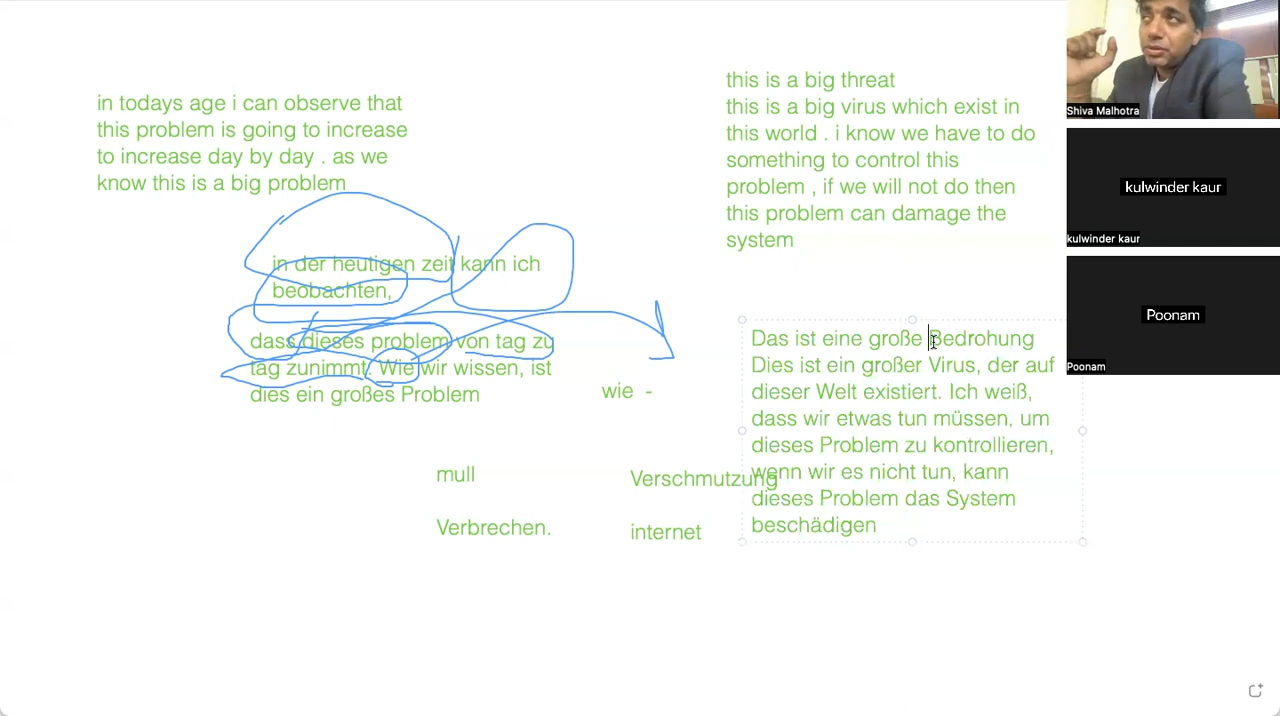 in todays age i can observe that
this problem is going to increase
to increase day by day . as we
know this is a big problem
in der heutigen zeit kann ich
beobachten,
dass dieses problem von tag zu
tag zunimmt. Wie wir wissen, ist
dies ein großes Problem
wie -
mull
Verschmutzung
Verbrechen.
internet
this is a big threat
this is a big virus which exist in
this world . i know we have to do
something to control this
problem , if we will not do then
this problem can damage the
system
Das ist eine große Bedrohung
Dies ist ein großer Virus, der auf
dieser Welt existiert. Ich weiß,
dass wir etwas tun müssen, um
dieses Problem zu kontrollieren,
wenn wir es nicht tun, kann
dieses Problem das System
beschädigen
Shiva Malhotra
kulwinder kaur
kulwinder kaur
Poonam
Poonam